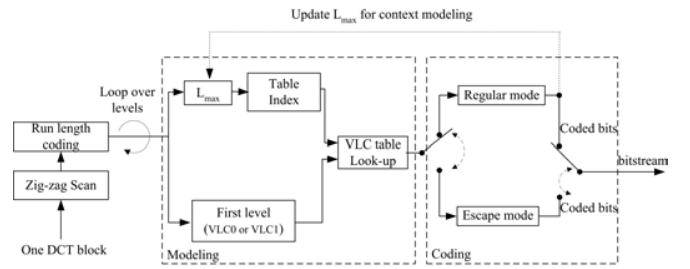 Update Lmax for context modeling
Loop over
levels
Lmax
Table
Index
Regular mode
Run length
coding
VLC table
Look-up
Coded bits
bitstream
Zig-zag Scan
First level
(VLC0 or VLC1)
Escape mode
Coded bits
One DCT block
Modeling
Coding